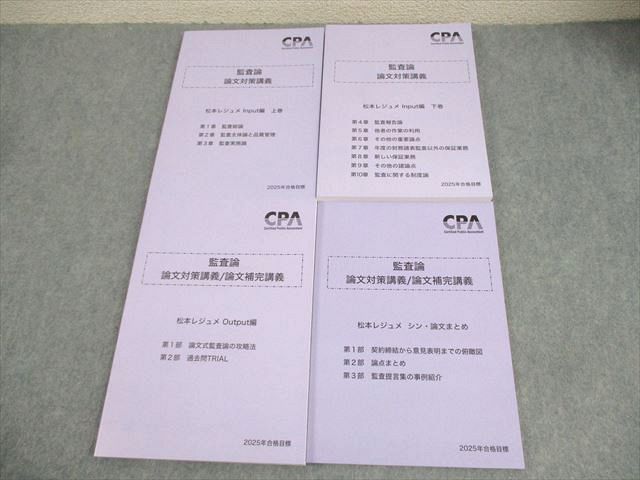 CPA
Certified Public Accountant
監査論
論文対策講義
松本レジュメ Input編 上巻
第1章 監査総論
第2章 監査主体論と品質管理
第3章 監査実施論
2025年合格目標
CPA
Certified Public Accountant
監査論
論文対策講義
松本レジュメ Input編 下巻
第4章 監査報告論
第5章 他者の作業の利用
第6章 その他の重要論点
第7章 年度の財務諸表監査以外の保証業務
第8章 新しい保証業務
第9章 その他の諸論点
第10章 監査に関する制度論
2025年合格目標
CPA
Certified Public Accountant
監査論
論文対策講義/論文補完講義
松本レジュメ Output編
第1部 論文式監査論の攻略法
第2部 過去問TRIAL
2025年合格目標
CPA
Certified Public Accountant
監査論
論文対策講義/論文補完講義
松本レジュメ シン・論文まとめ
第1部 契約締結から意見表明までの俯瞰図
第2部 論点まとめ
第3部 監査提言集の事例紹介
2025年合格目標